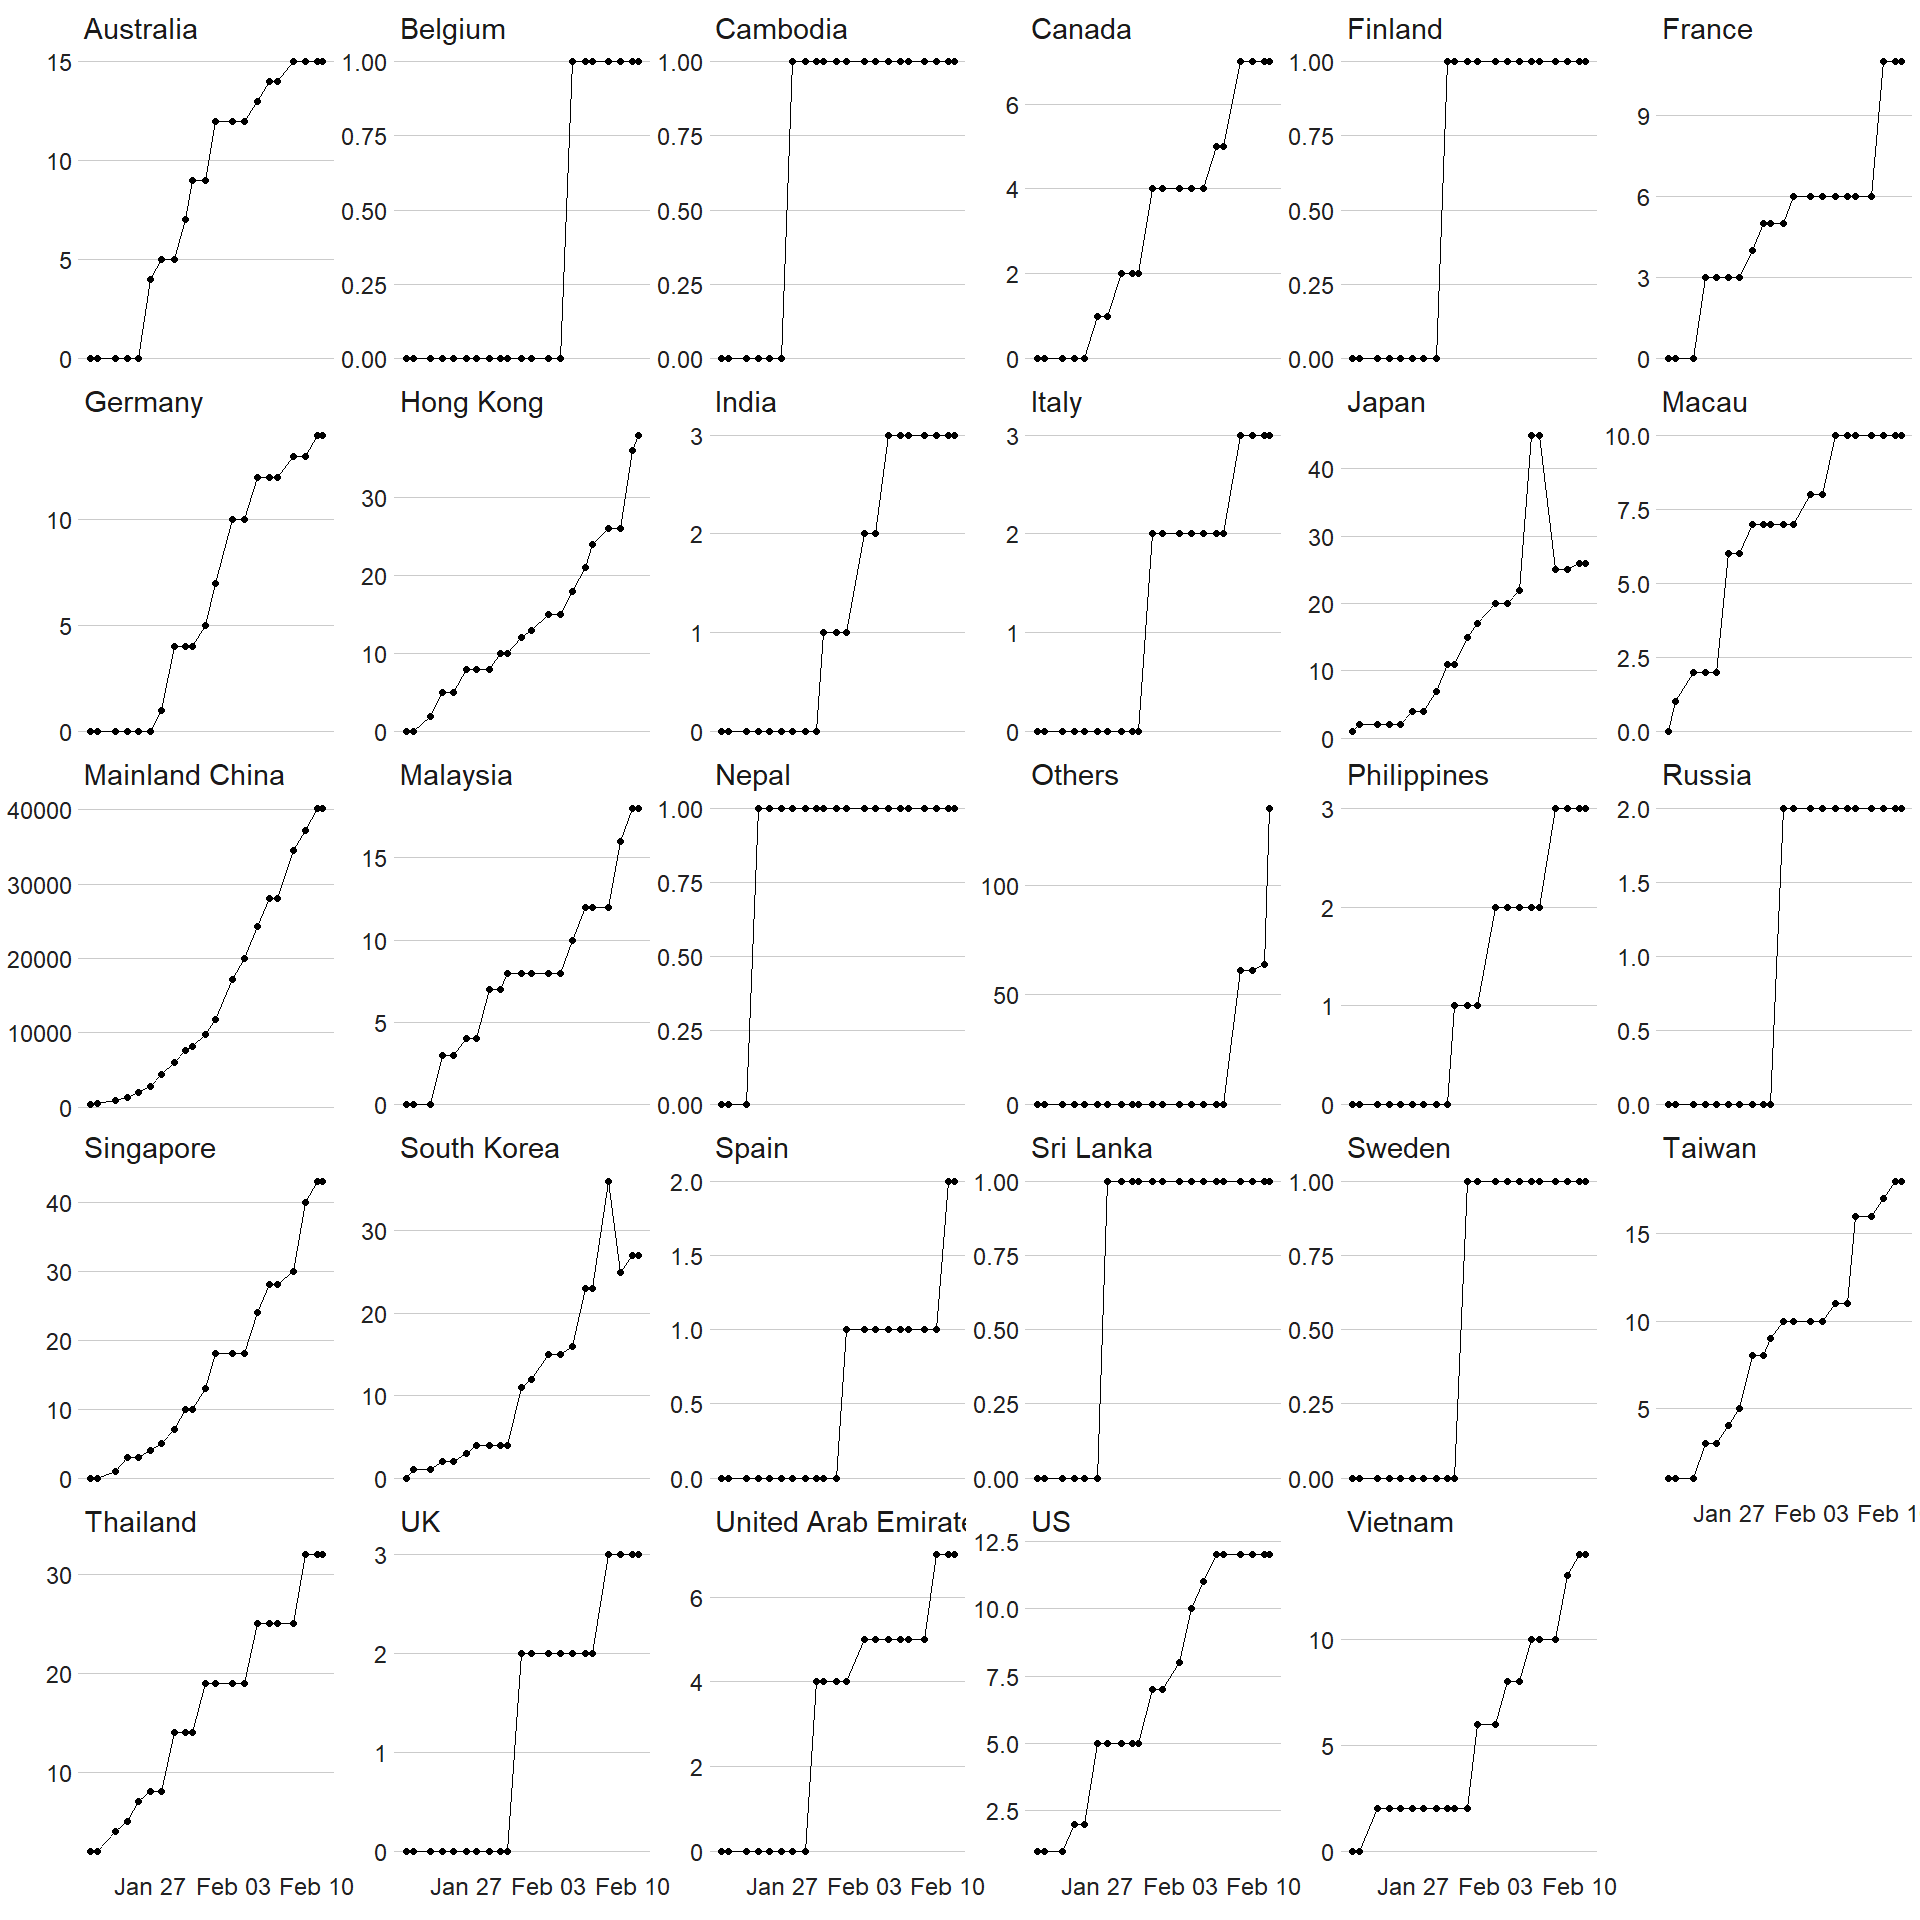 Australia Belgium Cambodia Canada Finland France
15 1.00 1.00 1.00
6 9
0.75 0.75 0.75
10
4 6
0.50 0.50 0.50
5 2 3
0.25 0.25 0.25
0 0.00 0.00 0 0.00 0
Germany Hong Kong India Italy Japan Macau
3 3 10.0
40
30 7.5
10 2 2 30
20 5.0
20
5 10 1 1 2.5
10
0 0 0 0 0 0.0
Mainland China Malaysia Nepal Others Philippines Russia
40000 1.00 3 2.0
15
30000 0.75 100 1.5
2
10
20000 0.50 1.0
50
10000 5 0.25 1 0.5
0 0 0.00 0 0 0.0
Singapore South Korea Spain Sri Lanka Sweden Taiwan
2.0 1.00 1.00
40
30 15
1.5 0.75 0.75
30
20 10
20 1.0 0.50 0.50
10 10 0.5 0.25 0.25 5
0 0 0.0 0.00 0.00
Jan 27 Feb 03 Feb 1
Thailand UK United Arab Emirate US Vietnam
3 12.5
30
6 10.0
10
20 2 4 7.5
5.0 5
10 1 2
2.5
0 0 0
Jan 27 Feb 03 Feb 10 Jan 27 Feb 03 Feb 10 Jan 27 Feb 03 Feb 10 Jan 27 Feb 03 Feb 10 Jan 27 Feb 03 Feb 10